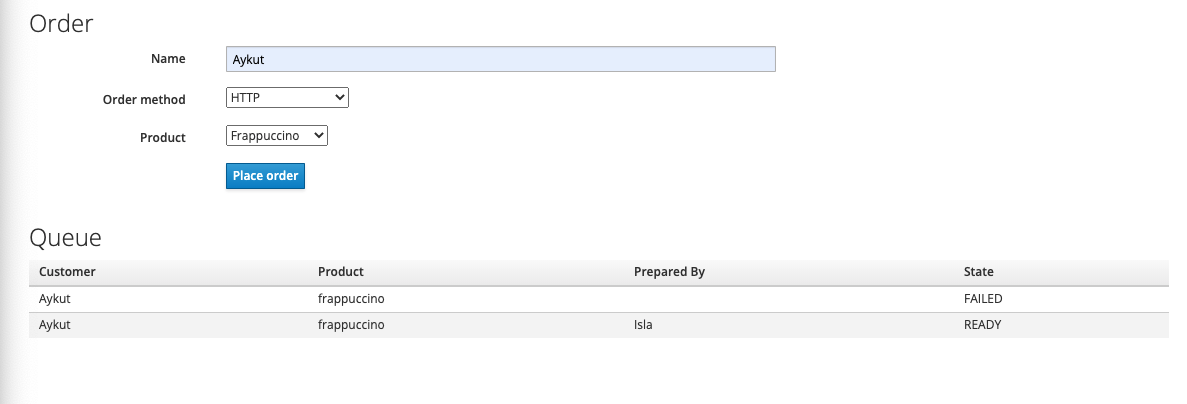 Order
Name Aykut
Order method HTTP
Product Frappuccino
Place order
Queue
Customer Product Prepared By State
Aykut frappuccino FAILED
Aykut frappuccino Isla READY